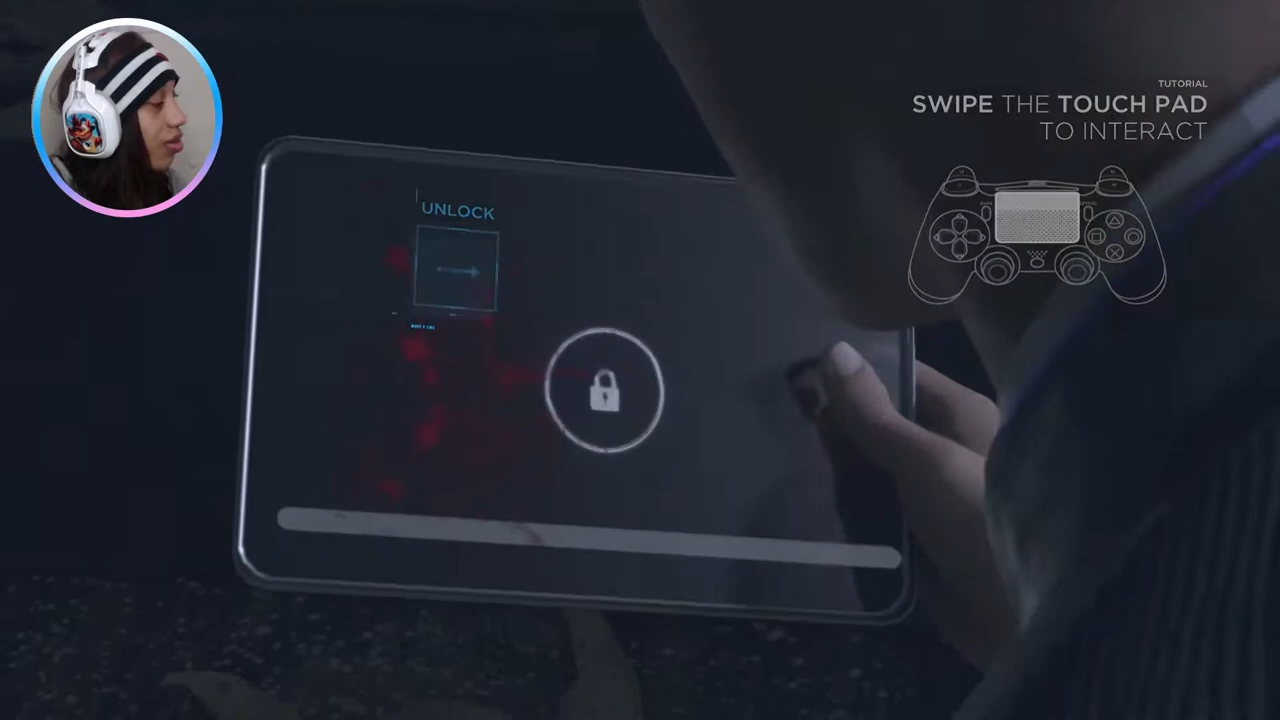 TUTORIAL
SWIPE THE TOUCH PAD
TO INTERACT
UNLOCK